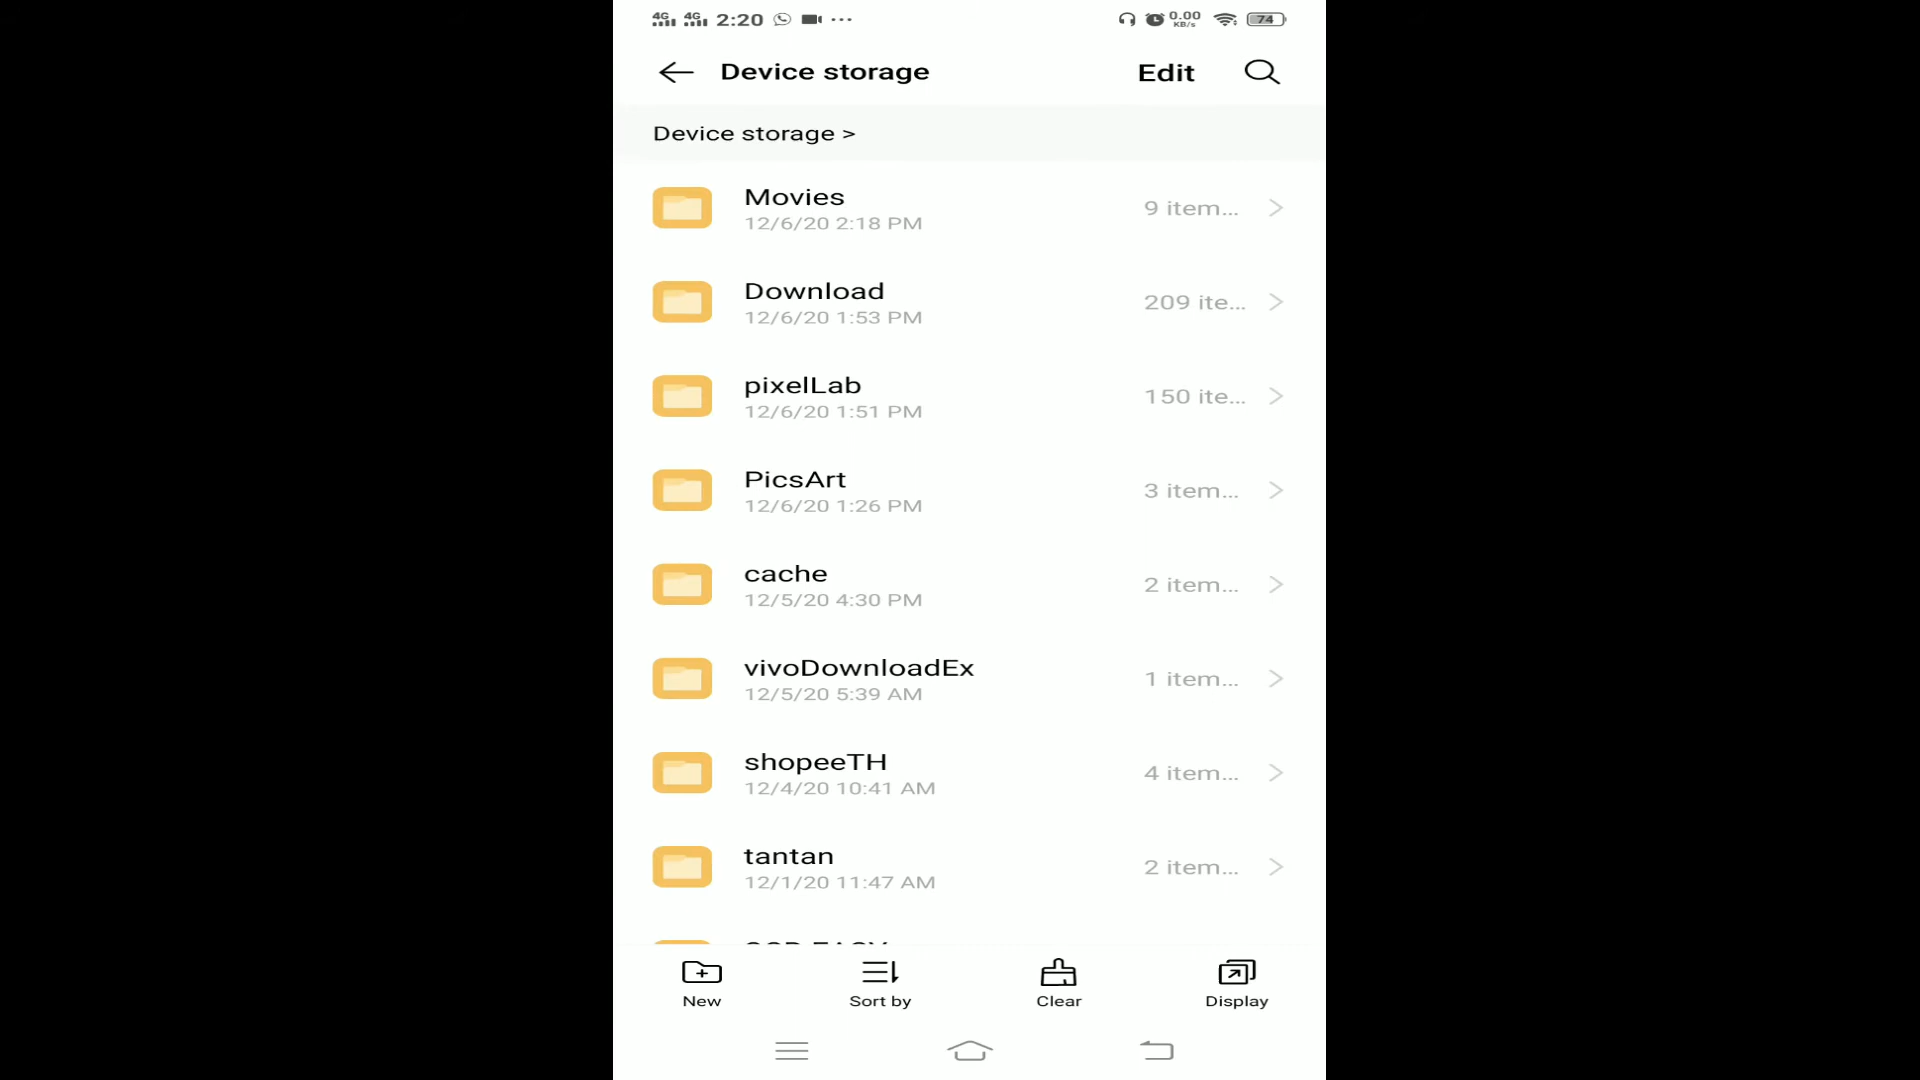 4G 4G 2:20 ... 0.00 KB/s 74
Device storage Edit
Device storage >
Movies
12/6/20 2:18 PM
9 item...
Download
12/6/20 1:53 PM
209 ite...
pixelLab
12/6/20 1:51 PM
150 ite...
PicsArt
12/6/20 1:26 PM
3 item...
cache
12/5/20 4:30 PM
2 item...
vivoDownloadEx
12/5/20 5:39 AM
1 item...
shopeeTH
12/4/20 10:41 AM
4 item...
tantan
12/1/20 11:47 AM
2 item...
New Sort by Clear Display